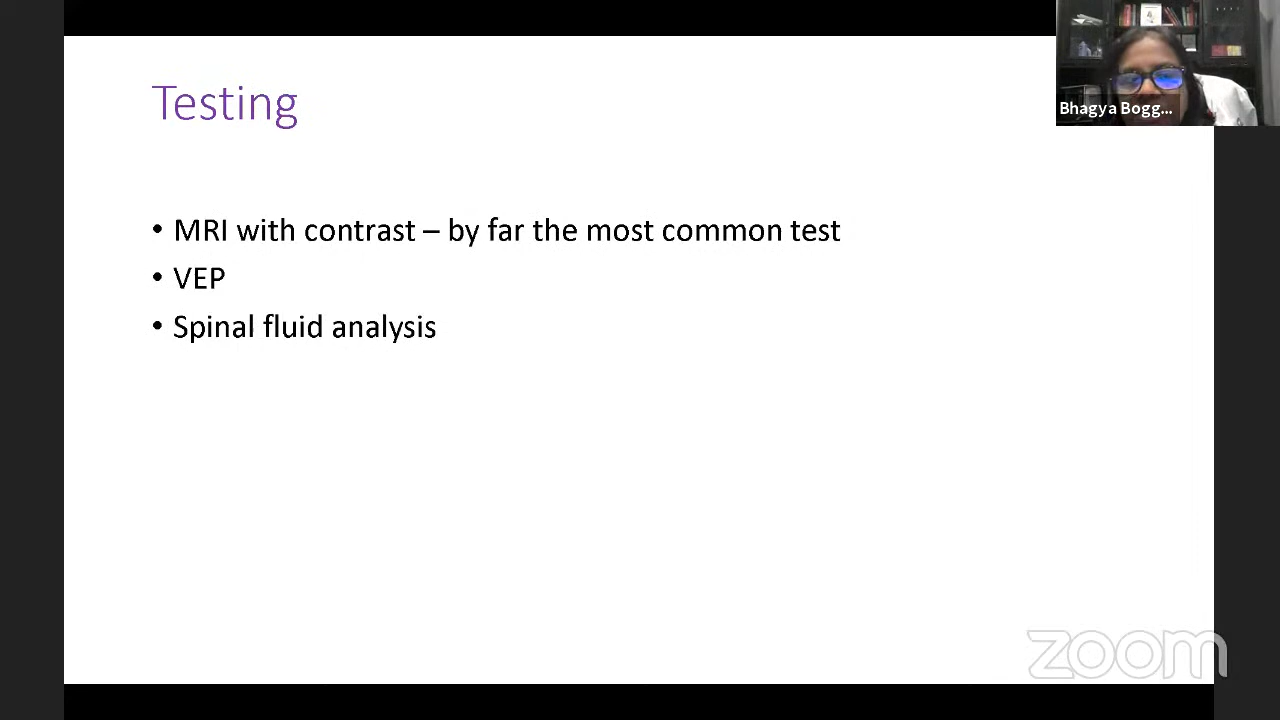 Testing
Bhagya Bogg...
• MRI with contrast – by far the most common test
• VEP
• Spinal fluid analysis
zoom